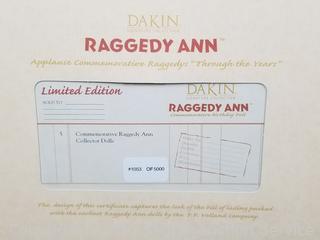 DAKIN
RAGGEDY ANN™
Applause Commemorative Raggedys "Through the Years"
Limited Edition
SOLD TO
DAKIN
RAGGEDY ANN™
Commemorative Birthday Doll
5 Commemorative Raggedy Ann
Collector Dolls
#1053 OF 5000
The design of this certificate captures the look of the bill of lading packed
with the earliest Raggedy Ann dolls by the P.F. Volland Company.